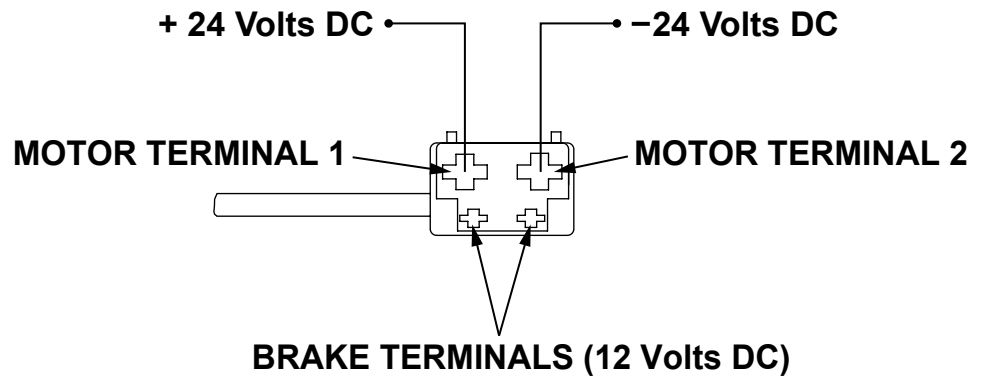 + 24 Volts DC
−24 Volts DC
MOTOR TERMINAL 1
MOTOR TERMINAL 2
BRAKE TERMINALS (12 Volts DC)